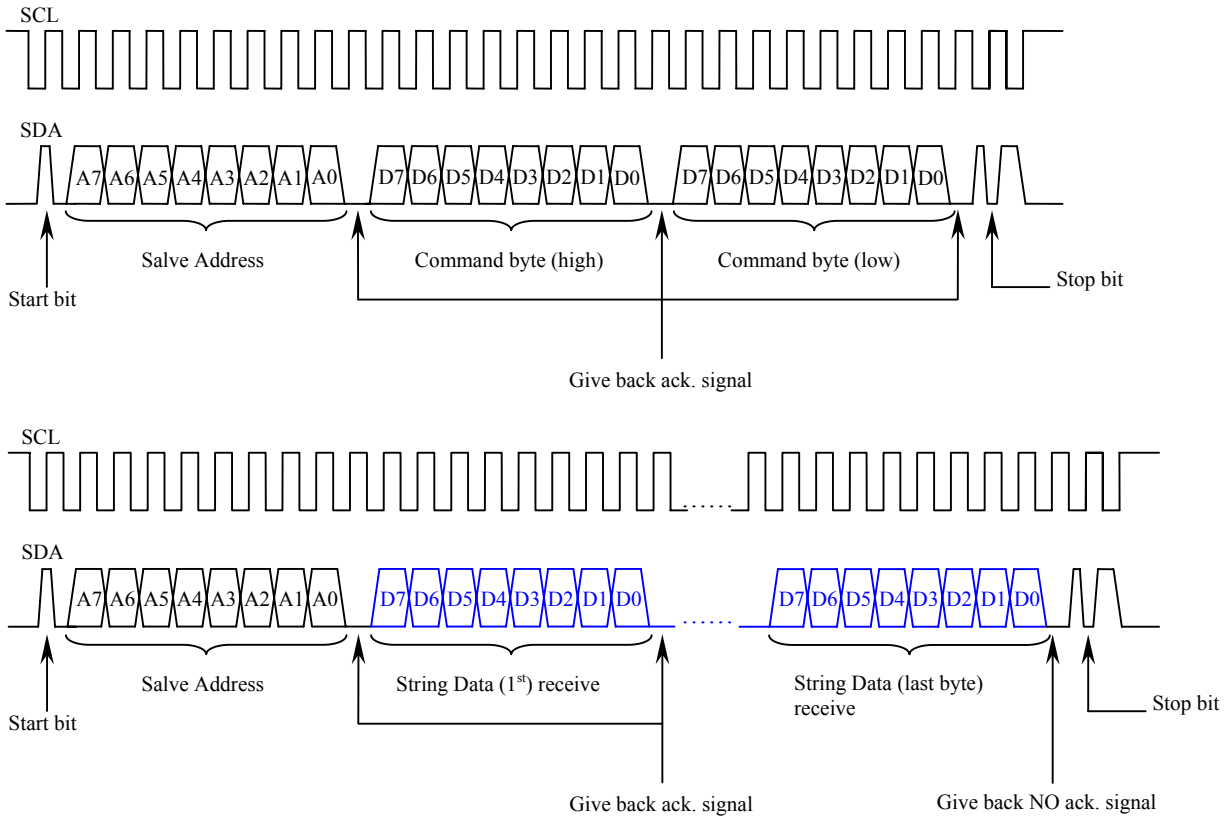 SCL
SDA
A7 A6 A5 A4 A3 A2 A1 A0 D7 D6 D5 D4 D3 D2 D1 D0 D7 D6 D5 D4 D3 D2 D1 D0
Salve Address Command byte (high) Command byte (low)
Start bit Stop bit
Give back ack. signal
SCL
......
SDA
A7 A6 A5 A4 A3 A2 A1 A0 D7 D6 D5 D4 D3 D2 D1 D0 ...... D7 D6 D5 D4 D3 D2 D1 D0
Salve Address String Data (1st) receive String Data (last byte)
receive
Start bit Stop bit
Give back ack. signal Give back NO ack. signal